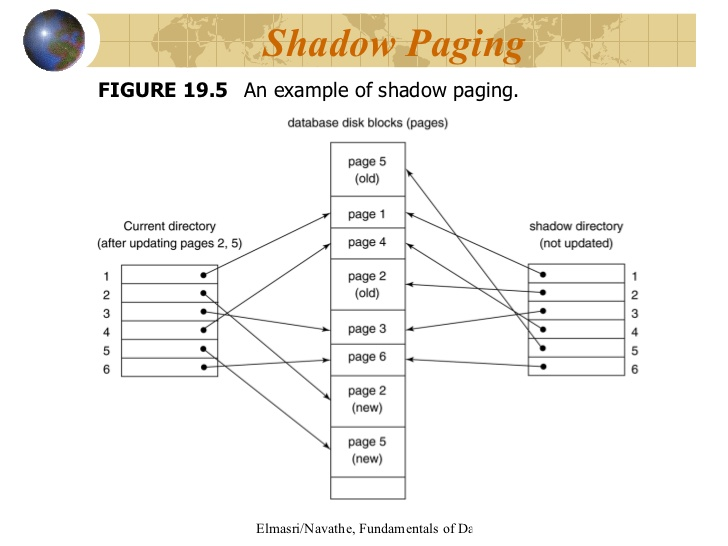 Shadow Paging
FIGURE 19.5 An example of shadow paging.
database disk blocks (pages)
page 5
(old)
page 1
page 4
page 2
(old)
page 3
page 6
page 2
(new)
page 5
(new)
Current directory
(after updating pages 2, 5)
1
2
3
4
5
6
shadow directory
(not updated)
1
2
3
4
5
6
Elmasri/Navathe, Fundamentals of Da